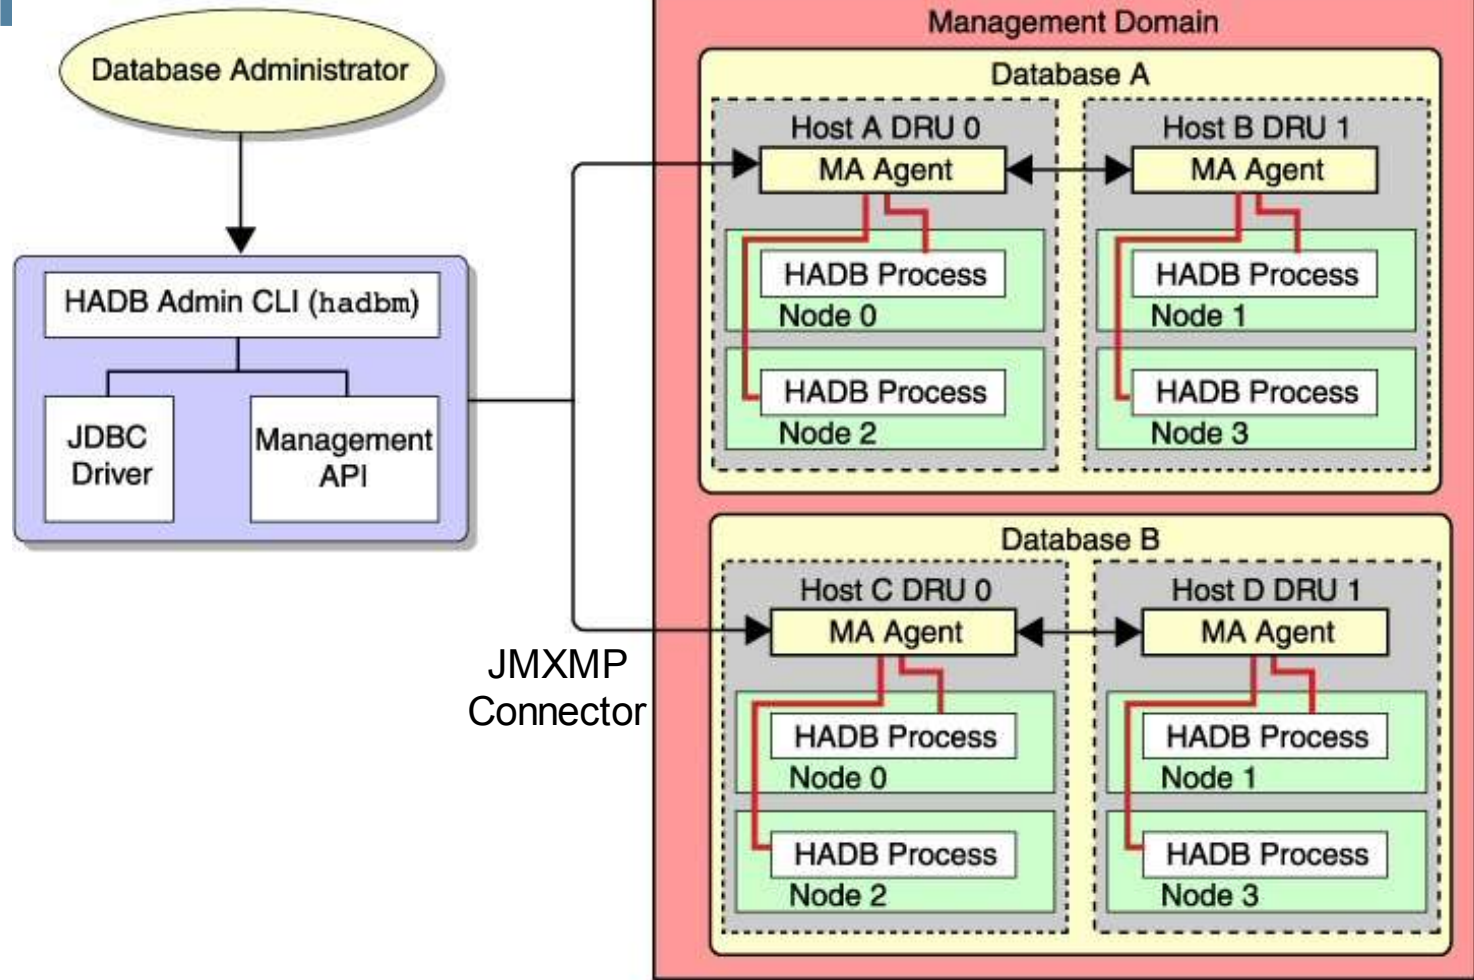 Database Administrator
HADB Admin CLI (hadbm)
JDBC
Driver
Management
API
JMXMP
Connector
Management Domain
Database A
Host A DRU 0
MA Agent
HADB Process
Node 0
HADB Process
Node 2
Host B DRU 1
MA Agent
HADB Process
Node 1
HADB Process
Node 3
Database B
Host C DRU 0
MA Agent
HADB Process
Node 0
HADB Process
Node 2
Host D DRU 1
MA Agent
HADB Process
Node 1
HADB Process
Node 3